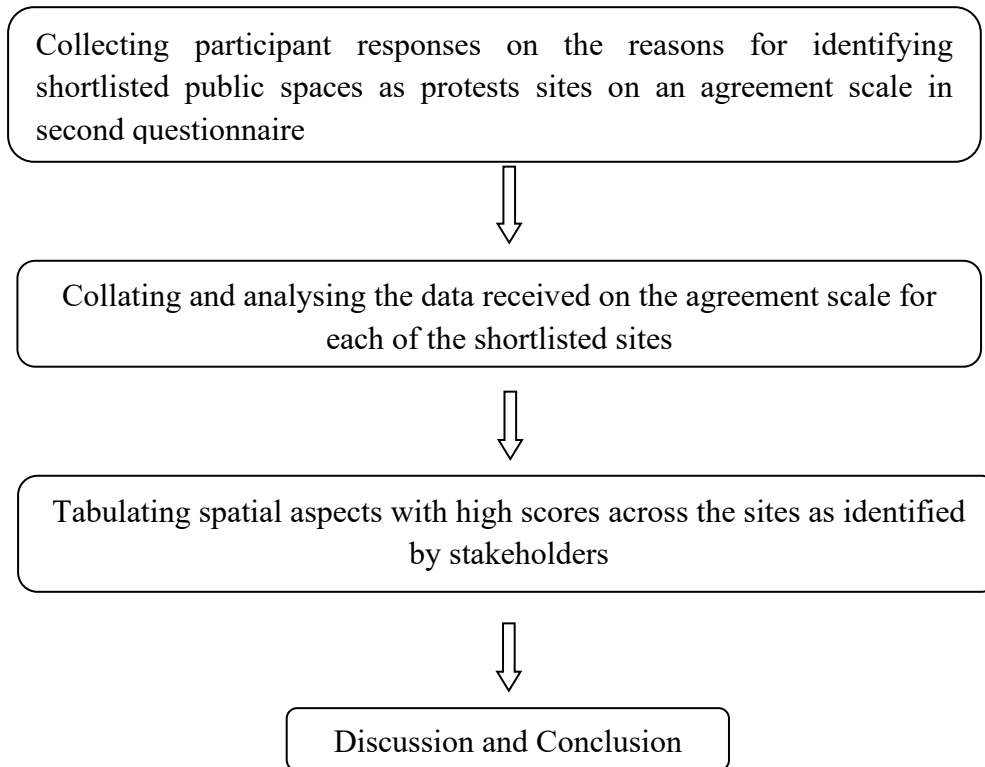 Collecting participant responses on the reasons for identifying
shortlisted public spaces as protests sites on an agreement scale in
second questionnaire
Collating and analysing the data received on the agreement scale for
each of the shortlisted sites
Tabulating spatial aspects with high scores across the sites as identified
by stakeholders
Discussion and Conclusion